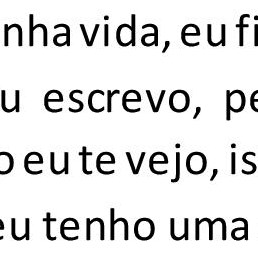 nha vida, eu fi
u escrevo, pe
o eu te vejo, is
eu tenho uma